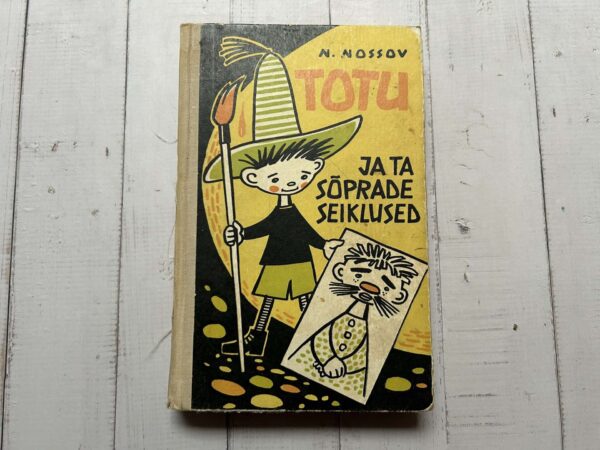 N. NOSSOV
TOTU
JA TA
SÕPRADE
SEIKLUSED